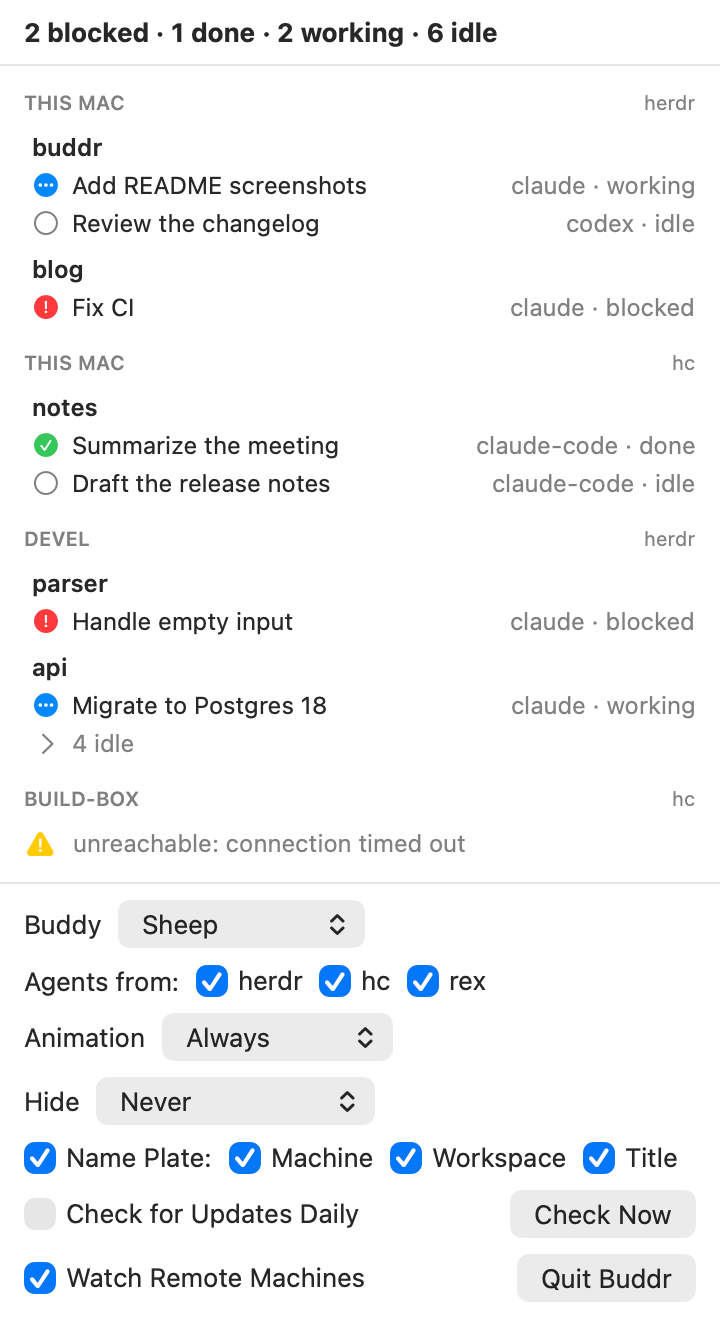 2 blocked · 1 done · 2 working · 6 idle
THIS MAC herdr
buddr
Add README screenshots claude · working
Review the changelog codex · idle
blog
Fix CI claude · blocked
THIS MAC hc
notes
Summarize the meeting claude-code · done
Draft the release notes claude-code · idle
DEVEL herdr
parser
Handle empty input claude · blocked
api
Migrate to Postgres 18 claude · working
4 idle
BUILD-BOX hc
unreachable: connection timed out
Buddy Sheep
Agents from: herdr hc rex
Animation Always
Hide Never
Name Plate: Machine Workspace Title
Check for Updates Daily Check Now
Watch Remote Machines Quit Buddr